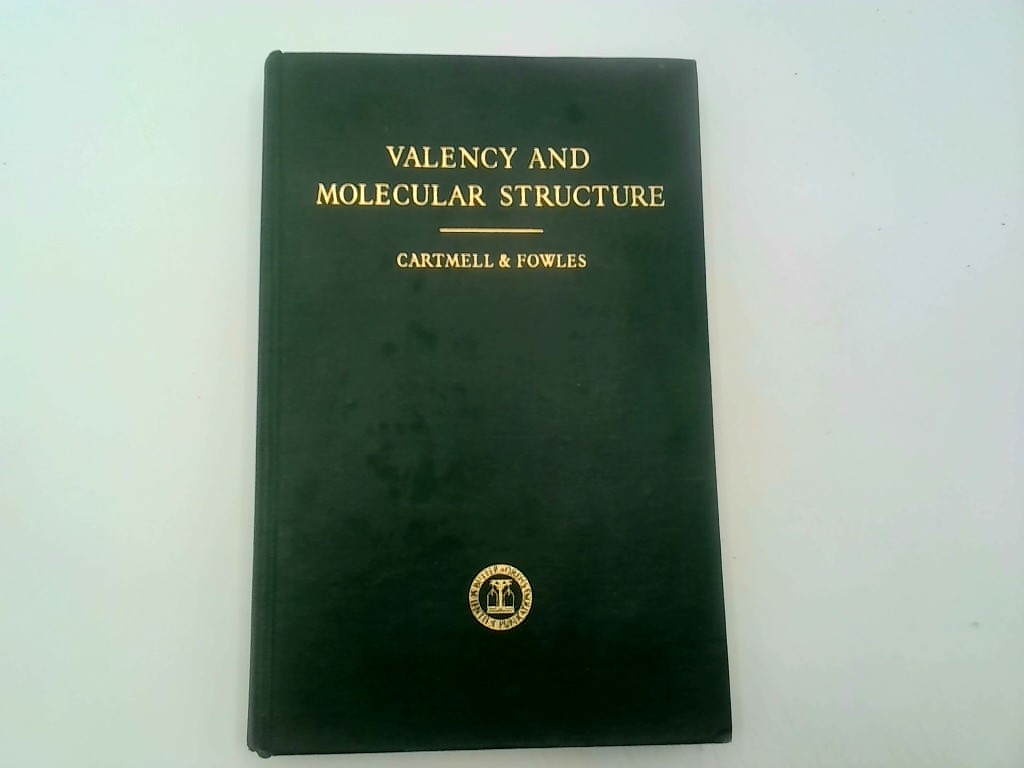 VALENCY AND
MOLECULAR STRUCTURE
CARTMELL & FOWLES